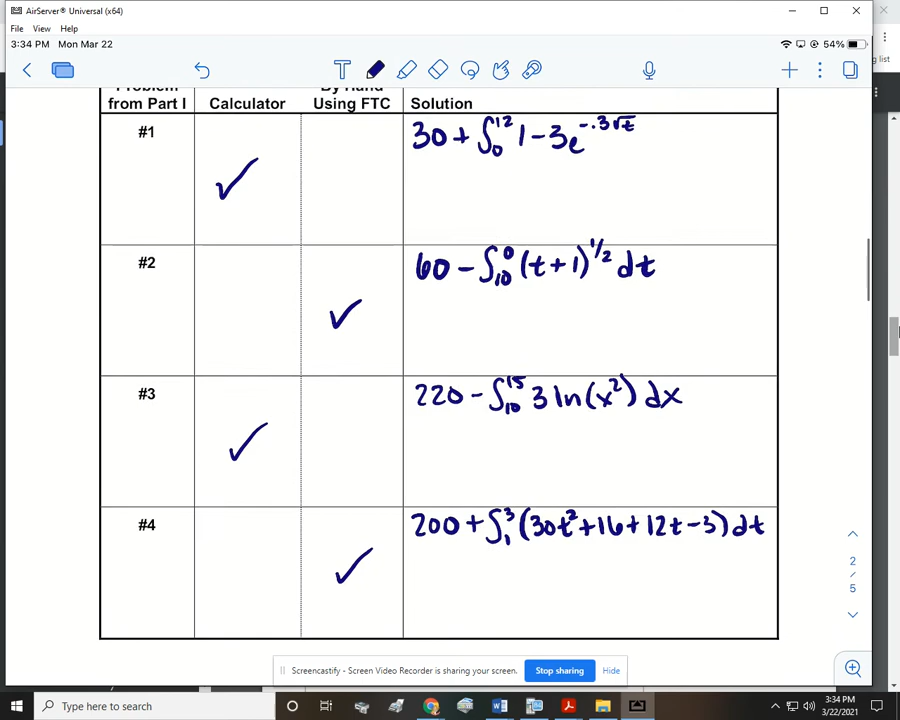 AirServer® Universal (x64)
File View Help
3:34 PM Mon Mar 22
54%
g list
T
Problem By Hand
from Part I Calculator Using FTC Solution
#1 30 + ∫₀¹² 1 − 3e^(−.3√t)
#2 60 − ∫₁₀⁰ (t + 1)^(1/2) dt
#3 220 − ∫₁₀¹⁵ 3 ln(x²) dx
#4 200 + ∫₁³ (30t² + 16 + 12t − 3) dt
2
/
5
Screencastify - Screen Video Recorder is sharing your screen. Stop sharing Hide
Type here to search
3:34 PM
3/22/2021